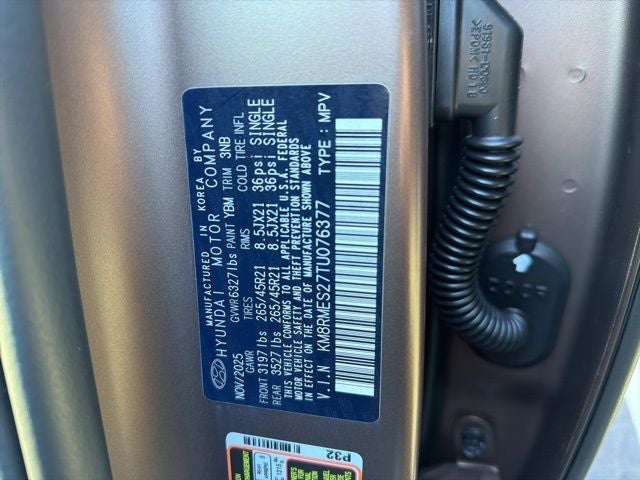 MANUFACTURED IN KOREA BY
HYUNDAI MOTOR COMPANY
NOV/2025 GVWR 6327lbs PAINT YBM TRIM 3NB
GAWR TIRES RIMS COLD TIRE INFL
FRONT 3197 lbs 265/45R21 8.5JX21 36psi SINGLE
REAR 3527 lbs 265/45R21 8.5JX21 36psi SINGLE
THIS VEHICLE CONFORMS TO ALL APPLICABLE U.S.A. FEDERAL
MOTOR VEHICLE SAFETY AND THEFT PREVENTION STANDARDS
IN EFFECT ON THE DATE OF MANUFACTURE SHOWN ABOVE
V.I.N KM8RMES27TU076377 TYPE : MPV
P32
DOOR